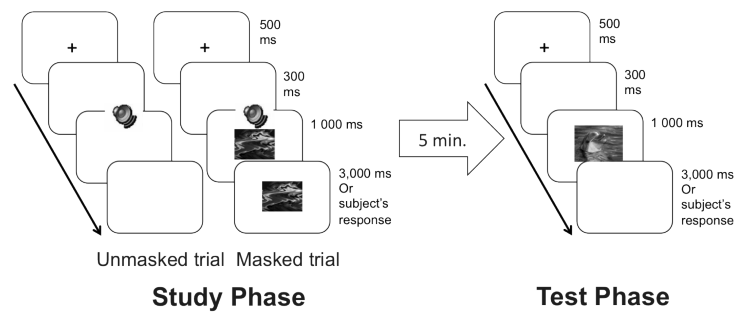 +
+
500
ms
300
ms
1 000 ms
3,000 ms
Or
subject's
response
Unmasked trial Masked trial
Study Phase
5 min.
+
500
ms
300
ms
1 000 ms
3,000 ms
Or
subject's
response
Test Phase